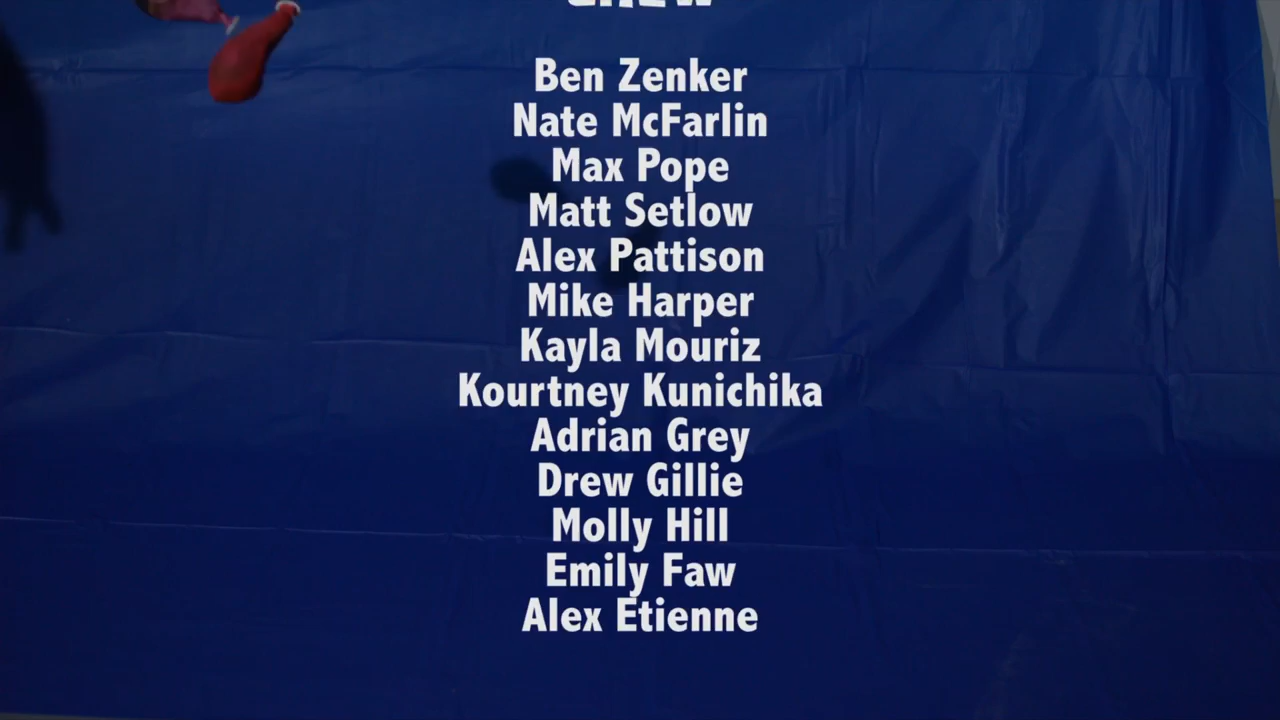 CREW
Ben Zenker
Nate McFarlin
Max Pope
Matt Setlow
Alex Pattison
Mike Harper
Kayla Mouriz
Kourtney Kunichika
Adrian Grey
Drew Gillie
Molly Hill
Emily Faw
Alex Etienne